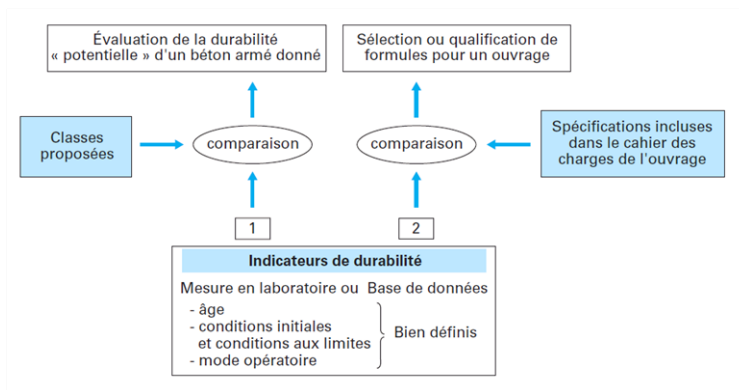 Évaluation de la durabilité
« potentielle » d'un béton armé donné
Sélection ou qualification de
formules pour un ouvrage
Classes
proposées
comparaison
comparaison
Spécifications incluses
dans le cahier des
charges de l'ouvrage
1
2
Indicateurs de durabilité
Mesure en laboratoire ou Base de données
- âge
- conditions initiales
et conditions aux limites
- mode opératoire
Bien définis